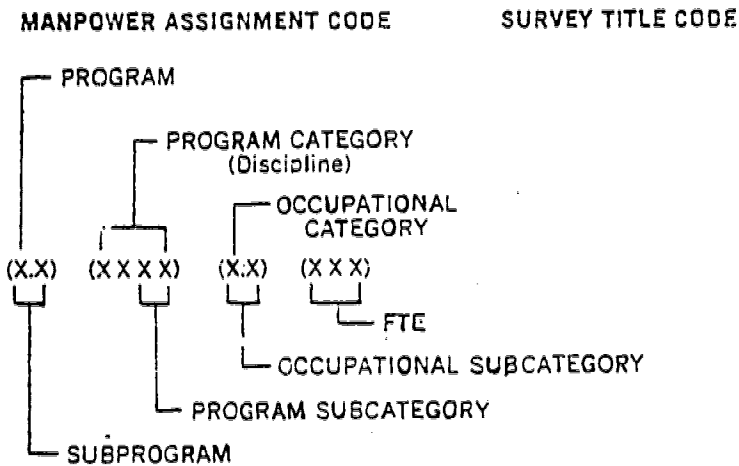 MANPOWER ASSIGNMENT CODE SURVEY TITLE CODE
PROGRAM
PROGRAM CATEGORY
(Discipline)
OCCUPATIONAL
CATEGORY
(X.X) (X X X X) (X.X) (X X X)
FTE
OCCUPATIONAL SUBCATEGORY
PROGRAM SUBCATEGORY
SUBPROGRAM